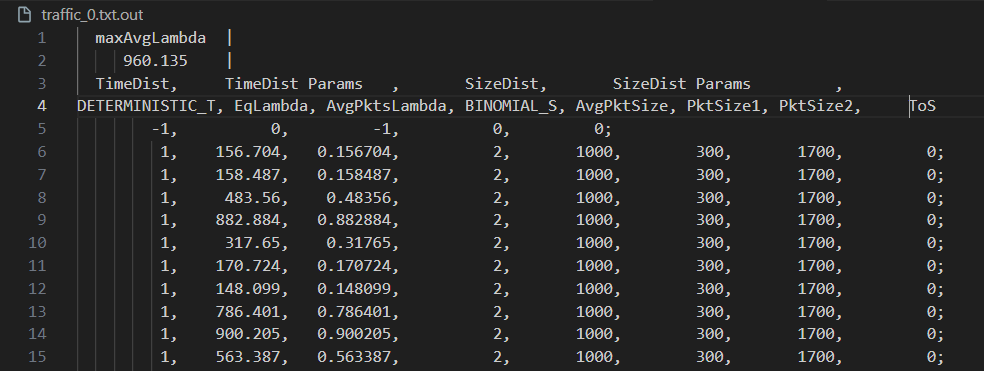 traffic_0.txt.out
1 maxAvgLambda |
2 960.135 |
3 TimeDist, TimeDist Params , SizeDist, SizeDist Params ,
4 DETERMINISTIC_T, EqLambda, AvgPktsLambda, BINOMIAL_S, AvgPktSize, PktSize1, PktSize2, ToS
5 -1, 0, -1, 0, 0;
6 1, 156.704, 0.156704, 2, 1000, 300, 1700, 0;
7 1, 158.487, 0.158487, 2, 1000, 300, 1700, 0;
8 1, 483.56, 0.48356, 2, 1000, 300, 1700, 0;
9 1, 882.884, 0.882884, 2, 1000, 300, 1700, 0;
10 1, 317.65, 0.31765, 2, 1000, 300, 1700, 0;
11 1, 170.724, 0.170724, 2, 1000, 300, 1700, 0;
12 1, 148.099, 0.148099, 2, 1000, 300, 1700, 0;
13 1, 786.401, 0.786401, 2, 1000, 300, 1700, 0;
14 1, 900.205, 0.900205, 2, 1000, 300, 1700, 0;
15 1, 563.387, 0.563387, 2, 1000, 300, 1700, 0;